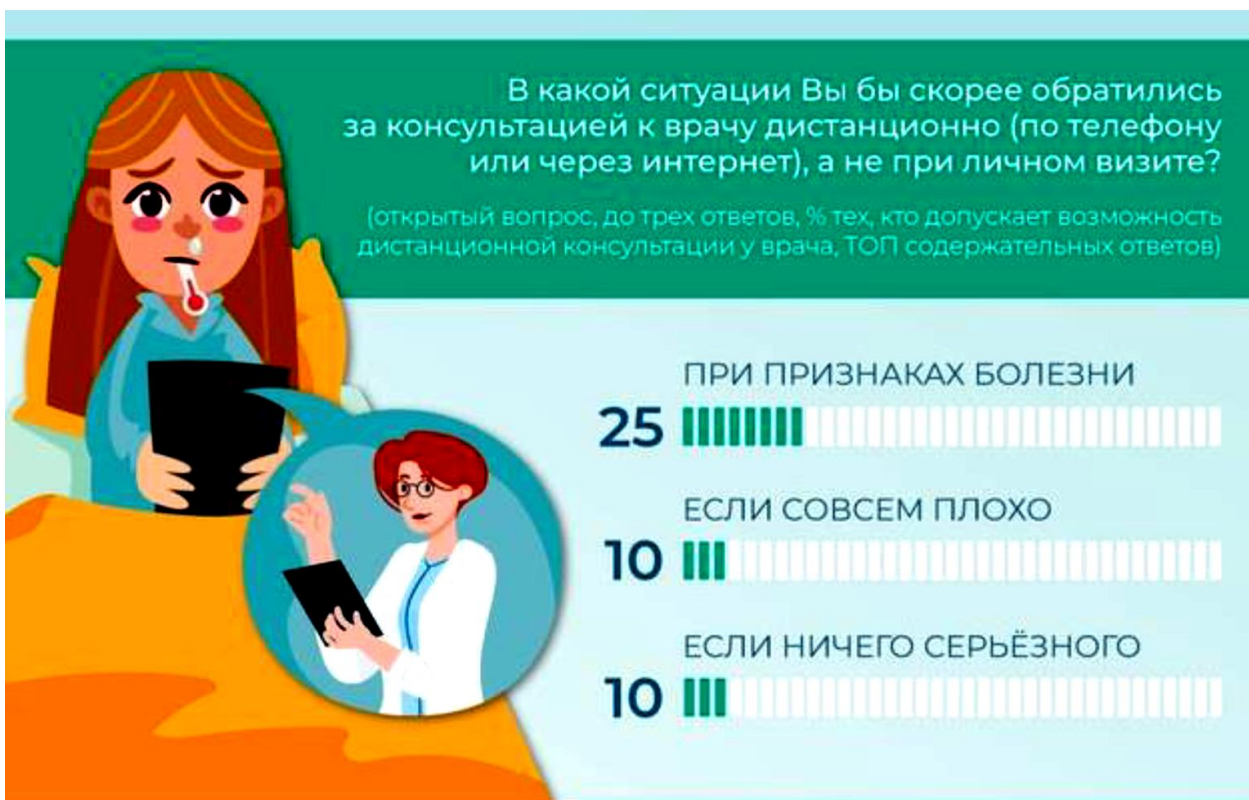 В какой ситуации Вы бы скорее обратились
за консультацией к врачу дистанционно (по телефону
или через интернет), а не при личном визите?
(открытый вопрос, до трех ответов, % тех, кто допускает возможность
дистанционной консультации у врача, ТОП содержательных ответов)
ПРИ ПРИЗНАКАХ БОЛЕЗНИ
25
ЕСЛИ СОВСЕМ ПЛОХО
10
ЕСЛИ НИЧЕГО СЕРЬЁЗНОГО
10